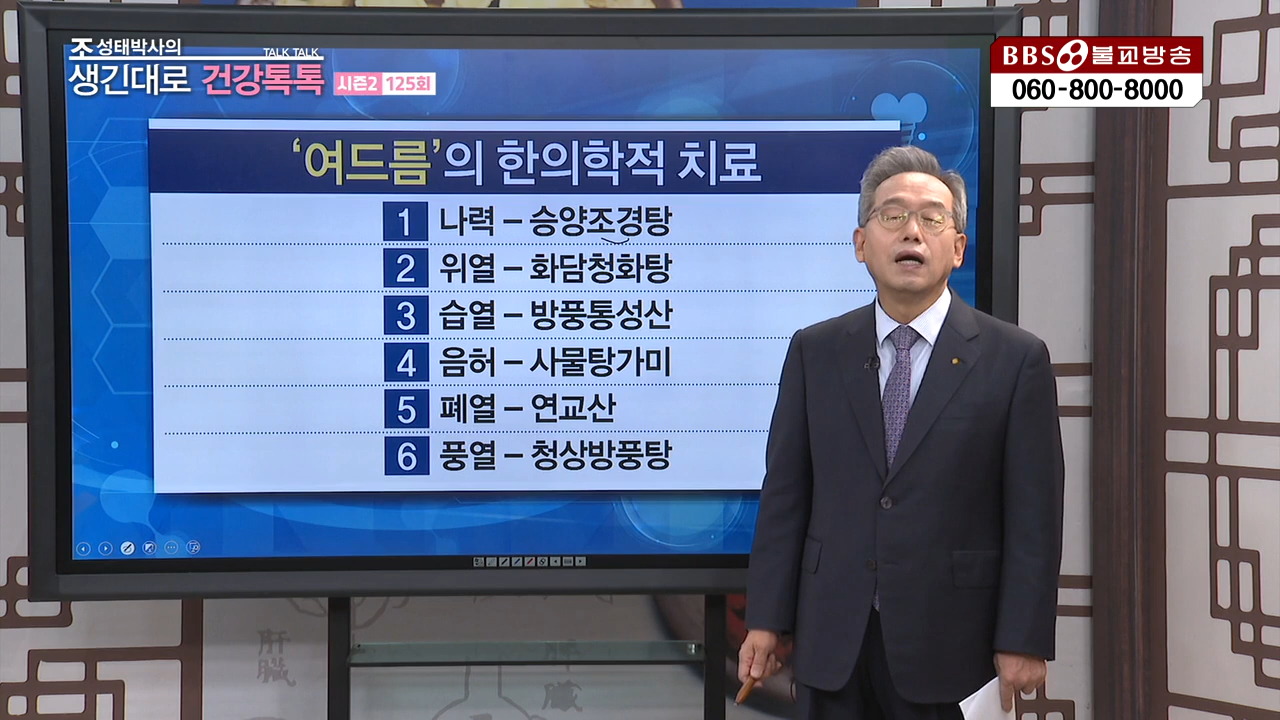 조성태박사의
TALK TALK
생긴대로 건강톡톡 시즌2 125회
BBS 불교방송
060-800-8000
‘여드름’의 한의학적 치료
1 나력 – 승양조경탕
2 위열 – 화담청화탕
3 습열 – 방풍통성산
4 음허 – 사물탕가미
5 폐열 – 연교산
6 풍열 – 청상방풍탕
肝臟
肝臟